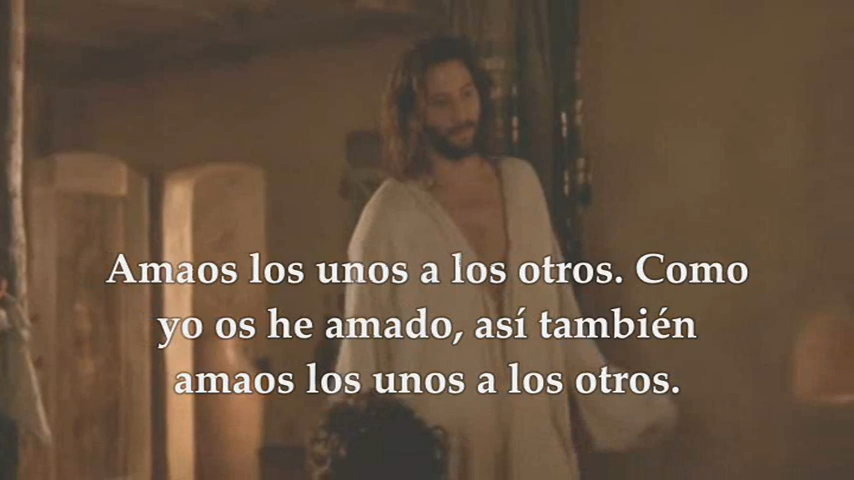 Amaos los unos a los otros. Como
yo os he amado, así también
amaos los unos a los otros.